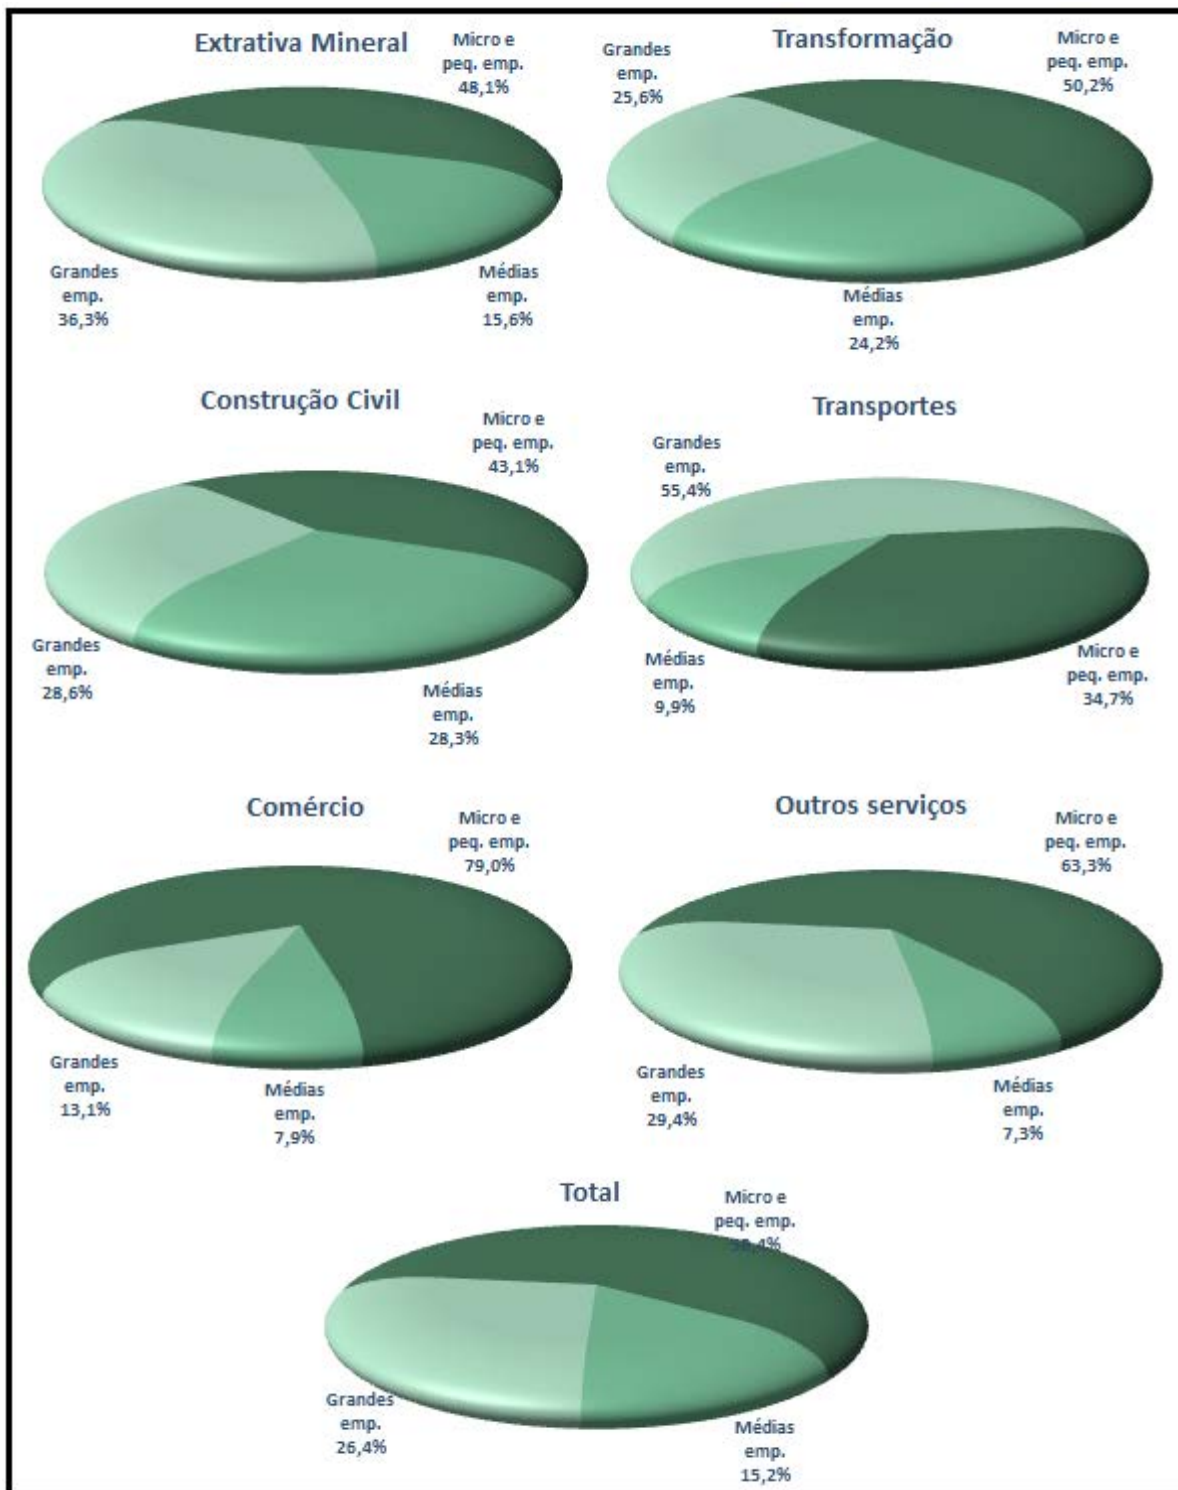 Extrativa Mineral
Micro e
peq. emp.
48,1%
Grandes
emp.
36,3%
Médias
emp.
15,6%
Transformação
Grandes
emp.
25,6%
Micro e
peq. emp.
50,2%
Médias
emp.
24,2%
Construção Civil
Micro e
peq. emp.
43,1%
Grandes
emp.
28,6%
Médias
emp.
28,3%
Transportes
Grandes
emp.
55,4%
Médias
emp.
9,9%
Micro e
peq. emp.
34,7%
Comércio
Micro e
peq. emp.
79,0%
Grandes
emp.
13,1%
Médias
emp.
7,9%
Outros serviços
Micro e
peq. emp.
63,3%
Grandes
emp.
29,4%
Médias
emp.
7,3%
Total
Micro e
peq. emp.
Grandes
emp.
26,4%
Médias
emp.
15,2%